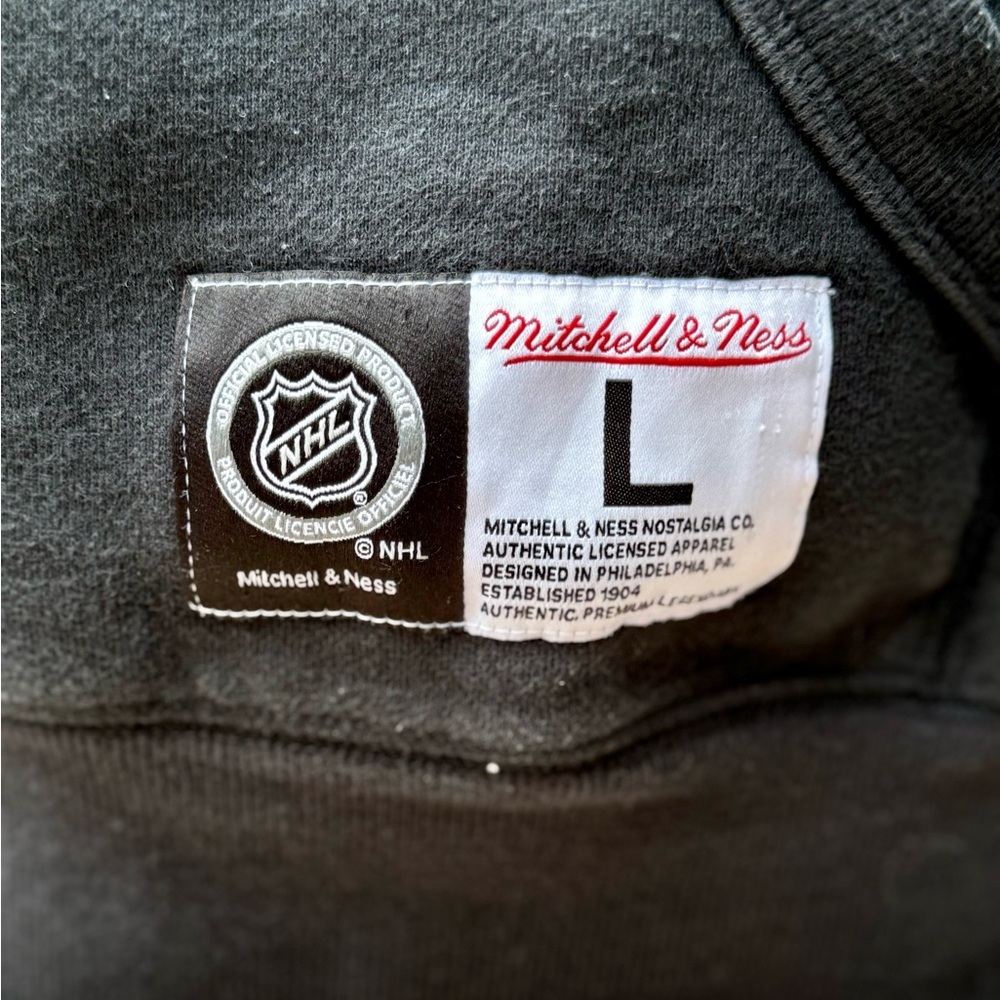 OFFICIAL LICENSED PRODUCT
NHL
®
PRODUIT LICENCIE OFFICIEL
© NHL
Mitchell & Ness
Mitchell & Ness
L
MITCHELL & NESS NOSTALGIA CO.
AUTHENTIC LICENSED APPAREL
DESIGNED IN PHILADELPHIA, PA.
ESTABLISHED 1904
AUTHENTIC. PREMIUM